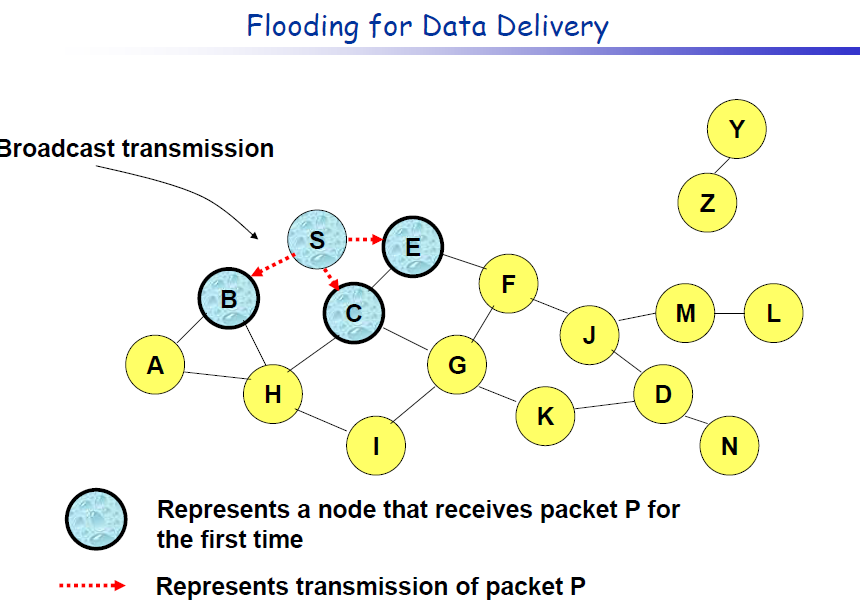 Flooding for Data Delivery
Broadcast transmission
Y
Z
S
E
B
C
F
A
H
G
J
M
L
I
K
D
N
Represents a node that receives packet P for
the first time
Represents transmission of packet P